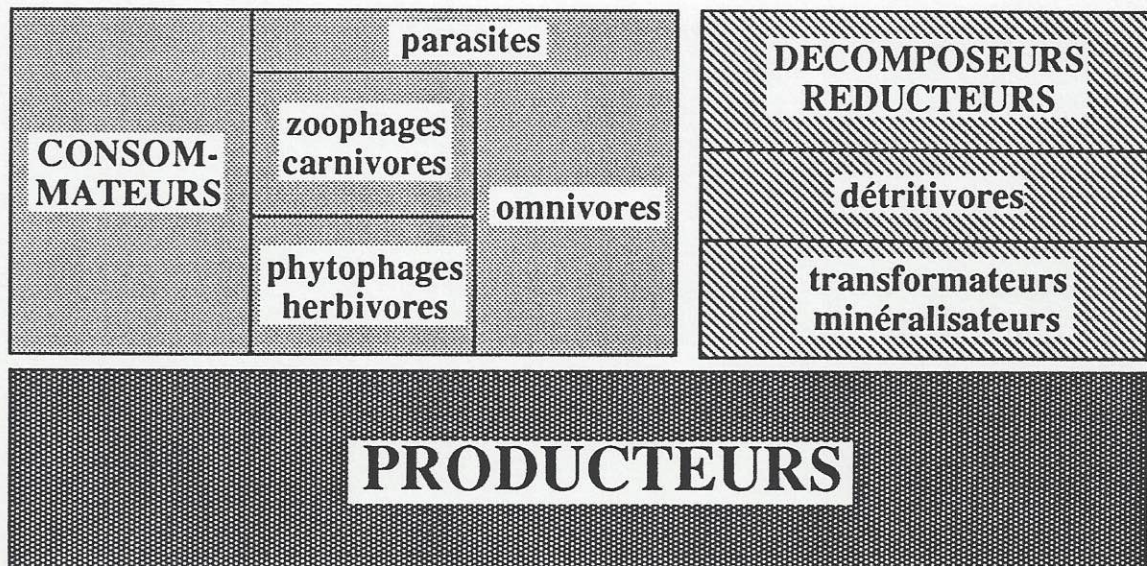 parasites
CONSOM-
MATEURS
zoophages
carnivores
omnivores
phytophages
herbivores
DECOMPOSEURS
REDUCTEURS
détritivores
transformateurs
minéralisateurs
PRODUCTEURS